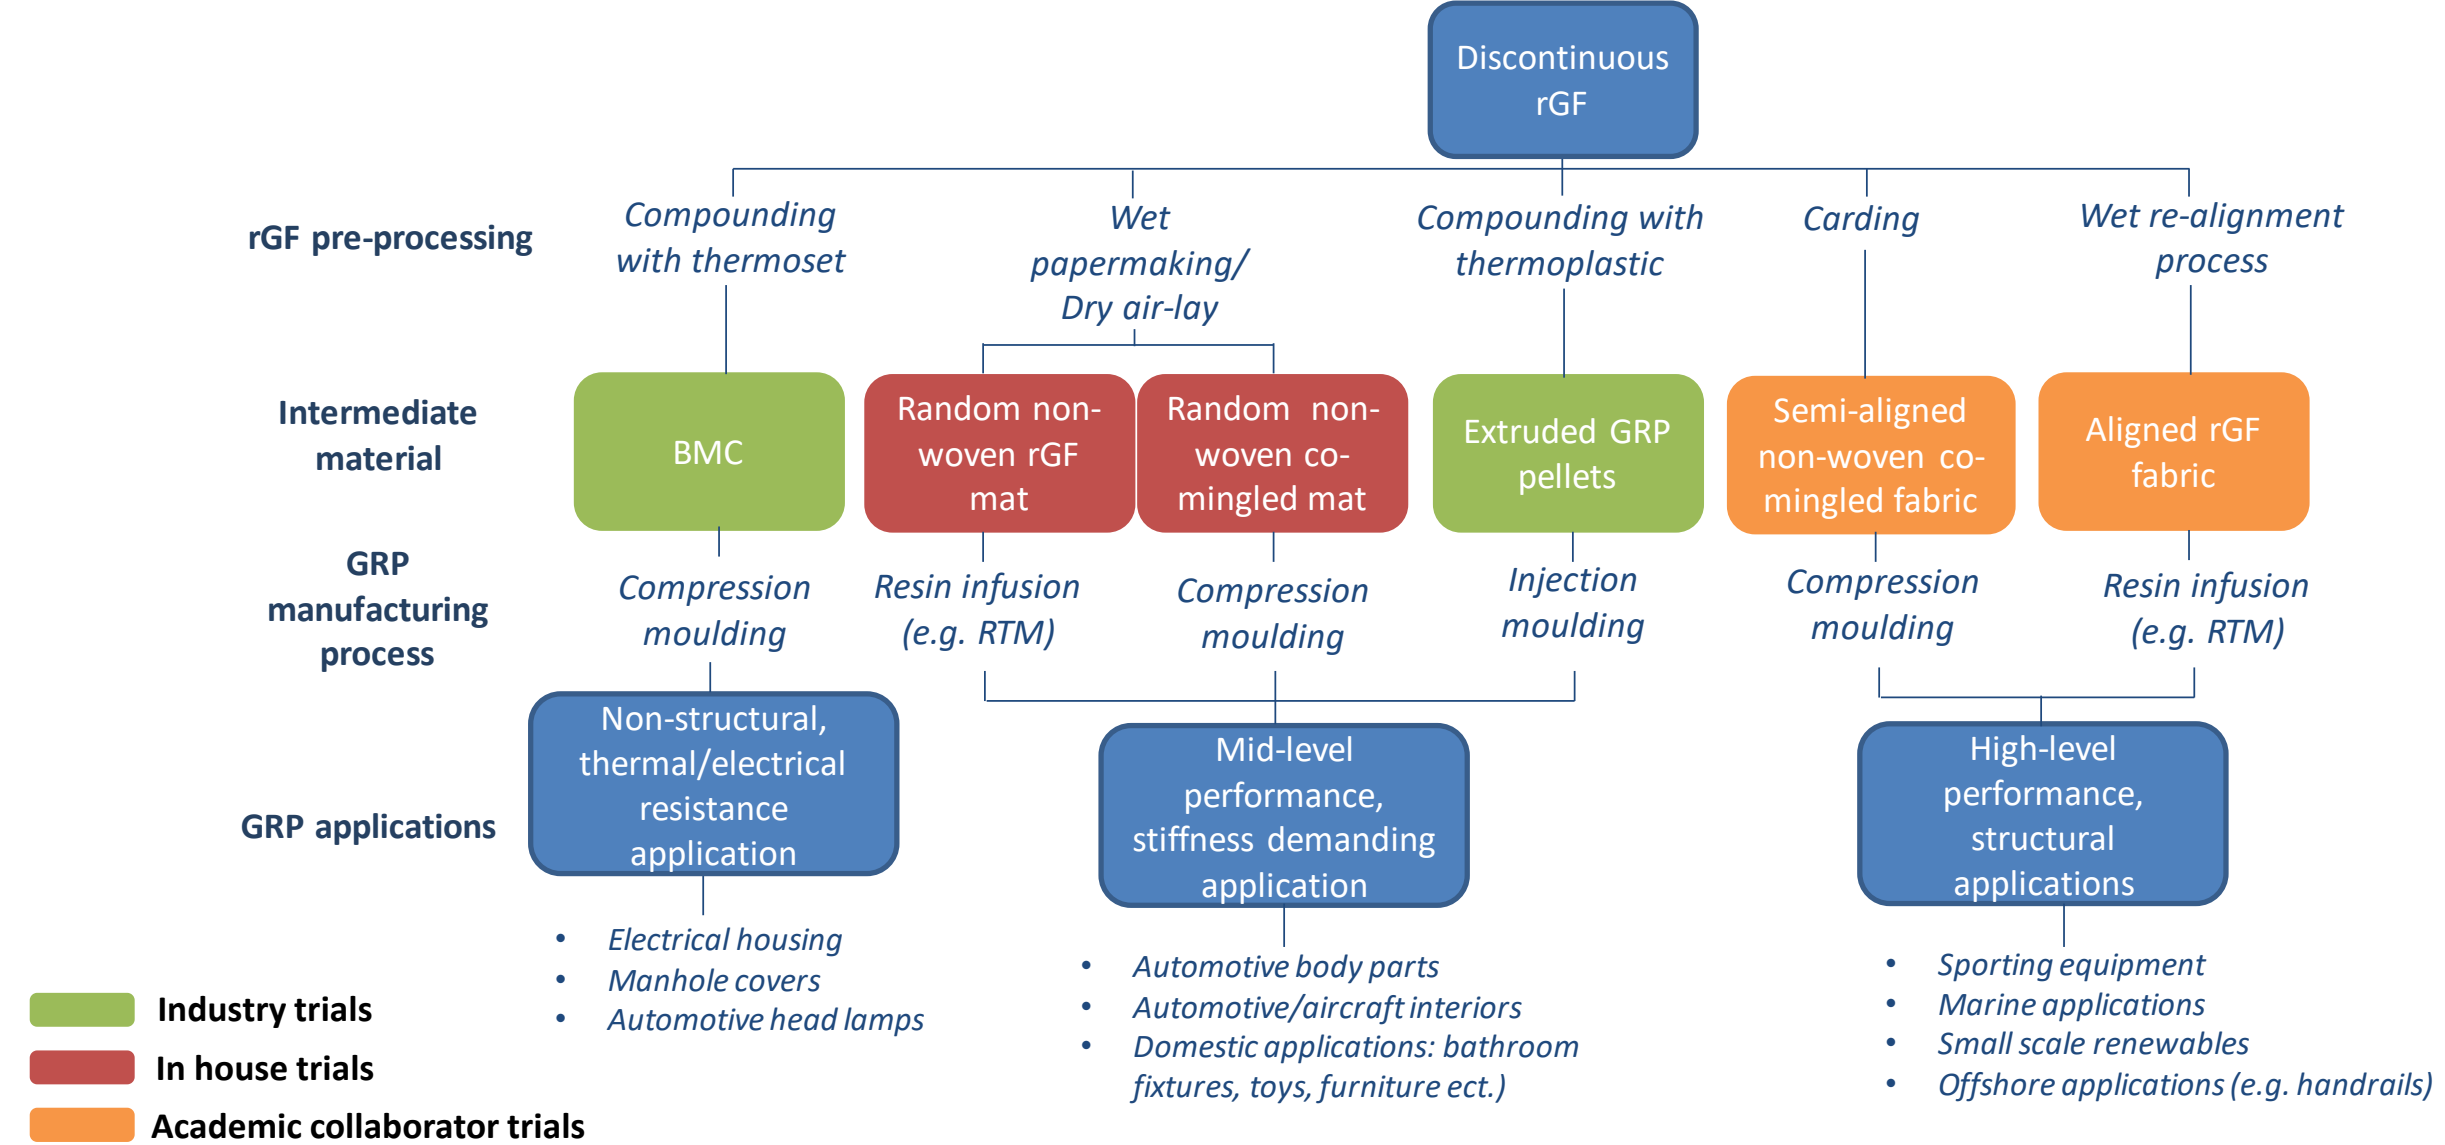 Discontinuous
rGF
rGF pre-processing
Compounding
with thermoset
Wet
papermaking/
Dry air-lay
Compounding with
thermoplastic
Carding
Wet re-alignment
process
Intermediate
material
BMC
Random non-
woven rGF
mat
Random non-
woven co-
mingled mat
Extruded GRP
pellets
Semi-aligned
non-woven co-
mingled fabric
Aligned rGF
fabric
GRP
manufacturing
process
Compression
moulding
Resin infusion
(e.g. RTM)
Compression
moulding
Injection
moulding
Compression
moulding
Resin infusion
(e.g. RTM)
GRP applications
Non-structural,
thermal/electrical
resistance
application
Mid-level
performance,
stiffness demanding
application
High-level
performance,
structural
applications
• Electrical housing
• Manhole covers
• Automotive head lamps
• Automotive body parts
• Automotive/aircraft interiors
• Domestic applications: bathroom
fixtures, toys, furniture ect.)
• Sporting equipment
• Marine applications
• Small scale renewables
• Offshore applications (e.g. handrails)
Industry trials
In house trials
Academic collaborator trials